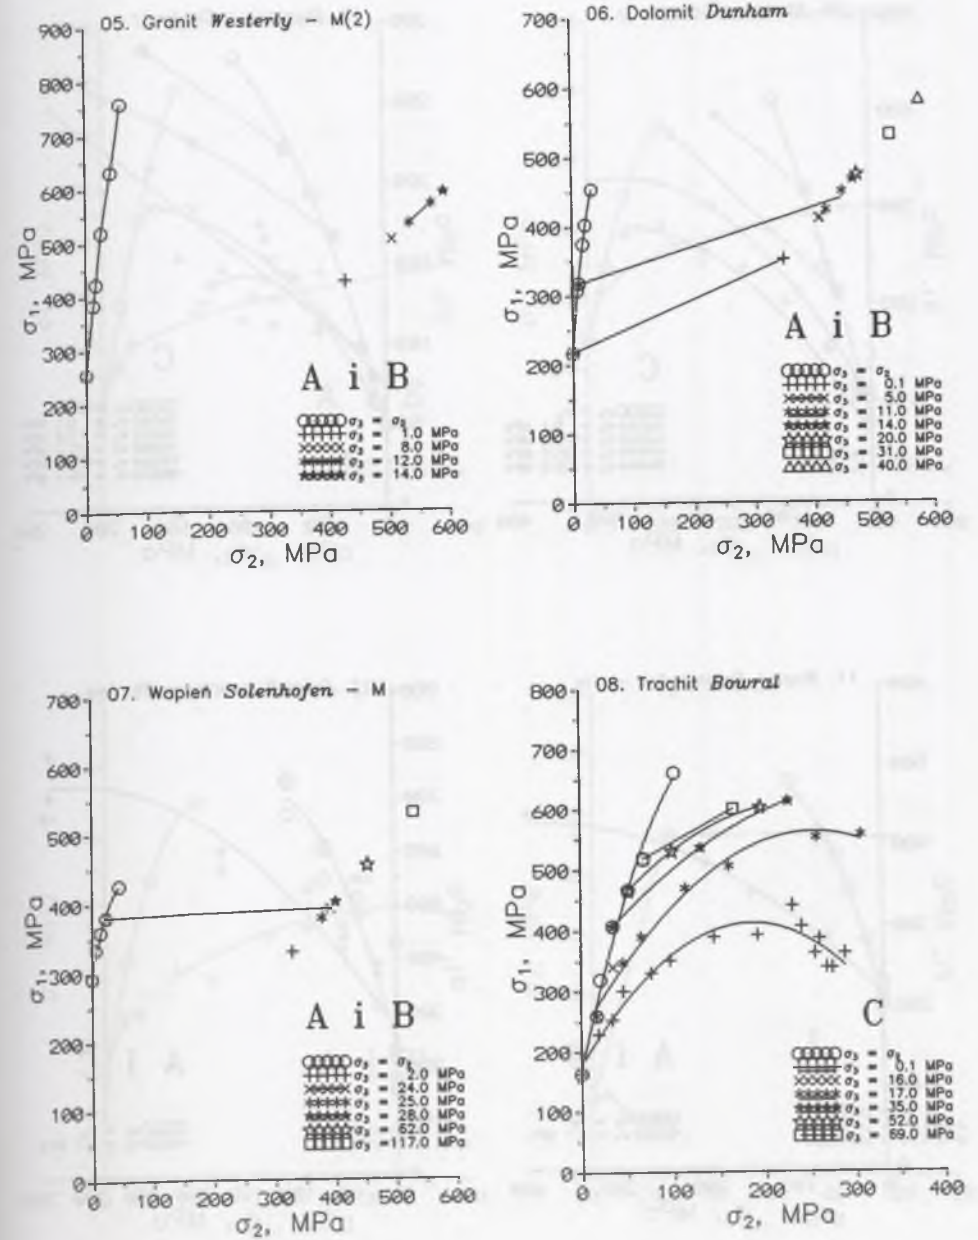 05. Granit Westerly – M(2)
900
800
700
600
500
400
300
200
100
0
σ₁, MPa
A i B
σ₃ = σ₂
σ₃ = 1.0 MPa
σ₃ = 8.0 MPa
σ₃ = 12.0 MPa
σ₃ = 14.0 MPa
0 100 200 300 400 500 600
σ₂, MPa
06. Dolomit Dunham
700
600
500
400
300
200
100
0
σ₁, MPa
A i B
σ₃ = σ₂
σ₃ = 0.1 MPa
σ₃ = 5.0 MPa
σ₃ = 11.0 MPa
σ₃ = 14.0 MPa
σ₃ = 20.0 MPa
σ₃ = 31.0 MPa
σ₃ = 40.0 MPa
0 100 200 300 400 500 600
σ₂, MPa
07. Wapień Solenhofen – M
700
600
500
400
300
200
100
0
σ₁, MPa
A i B
σ₃ = σ₂
σ₃ = 2.0 MPa
σ₃ = 24.0 MPa
σ₃ = 25.0 MPa
σ₃ = 28.0 MPa
σ₃ = 62.0 MPa
σ₃ =117.0 MPa
0 100 200 300 400 500 600
σ₂, MPa
08. Trachit Bowral
800
700
600
500
400
300
200
100
0
σ₁, MPa
C
σ₃ = σ₂
σ₃ = 0.1 MPa
σ₃ = 16.0 MPa
σ₃ = 17.0 MPa
σ₃ = 35.0 MPa
σ₃ = 52.0 MPa
σ₃ = 69.0 MPa
0 100 200 300 400
σ₂, MPa